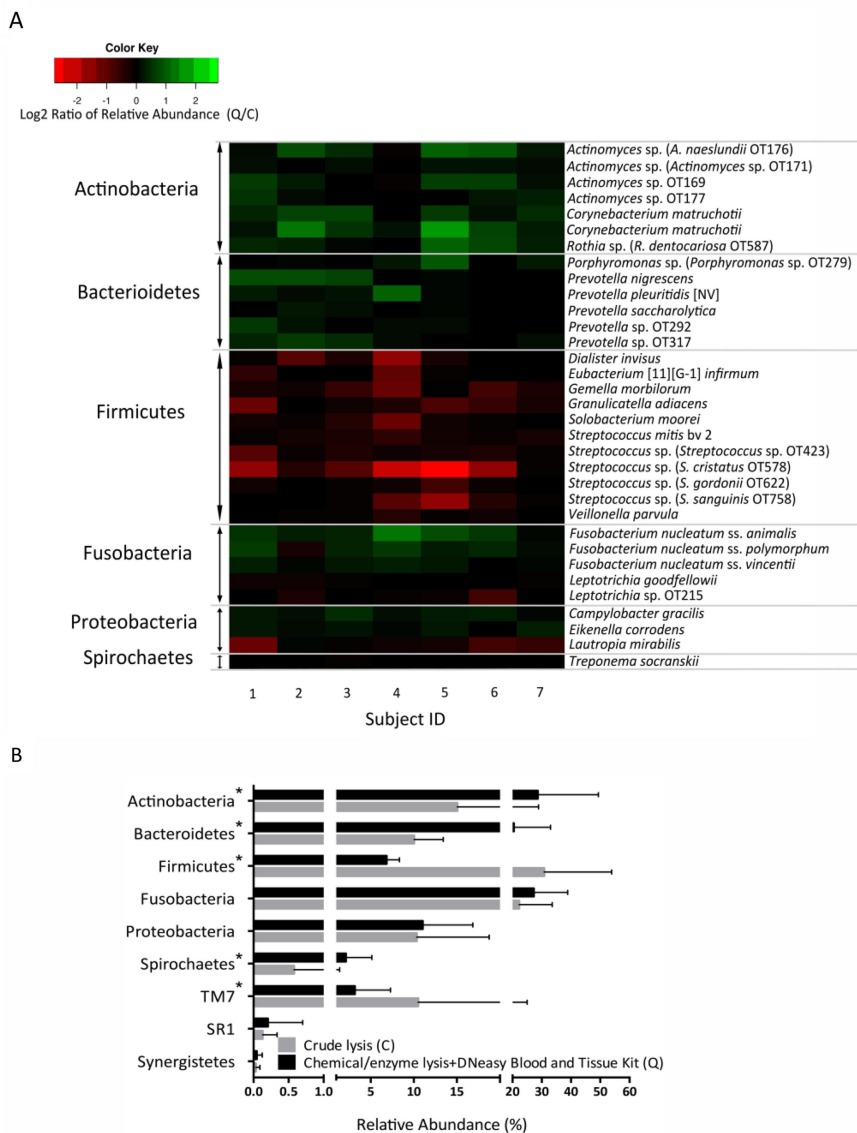 A
Color Key
-2 -1 0 1 2
Log2 Ratio of Relative Abundance (Q/C)
Actinobacteria
Actinomyces sp. (A. naeslundii OT176)
Actinomyces sp. (Actinomyces sp. OT171)
Actinomyces sp. OT169
Actinomyces sp. OT177
Corynebacterium matruchotii
Corynebacterium matruchotii
Rothia sp. (R. dentocariosa OT587)
Bacterioidetes
Porphyromonas sp. (Porphyromonas sp. OT279)
Prevotella nigrescens
Prevotella pleuritidis [NV]
Prevotella saccharolytica
Prevotella sp. OT292
Prevotella sp. OT317
Firmicutes
Dialister invisus
Eubacterium [11][G-1] infirmum
Gemella morbilorum
Granulicatella adiacens
Solobacterium moorei
Streptococcus mitis bv 2
Streptococcus sp. (Streptococcus sp. OT423)
Streptococcus sp. (S. cristatus OT578)
Streptococcus sp. (S. gordonii OT622)
Streptococcus sp. (S. sanguinis OT758)
Veillonella parvula
Fusobacteria
Fusobacterium nucleatum ss. animalis
Fusobacterium nucleatum ss. polymorphum
Fusobacterium nucleatum ss. vincentii
Leptotrichia goodfellowii
Leptotrichia sp. OT215
Proteobacteria
Campylobacter gracilis
Eikenella corrodens
Lautropia mirabilis
Spirochaetes
Treponema socranskii
1 2 3 4 5 6 7
Subject ID
B
Actinobacteria*
Bacteroidetes*
Firmicutes*
Fusobacteria
Proteobacteria
Spirochaetes*
TM7*
SR1
Synergistetes
Crude lysis (C)
Chemical/enzyme lysis+DNeasy Blood and Tissue Kit (Q)
0.0 0.5 1.0 5 10 15 20 30 40 50 60
Relative Abundance (%)